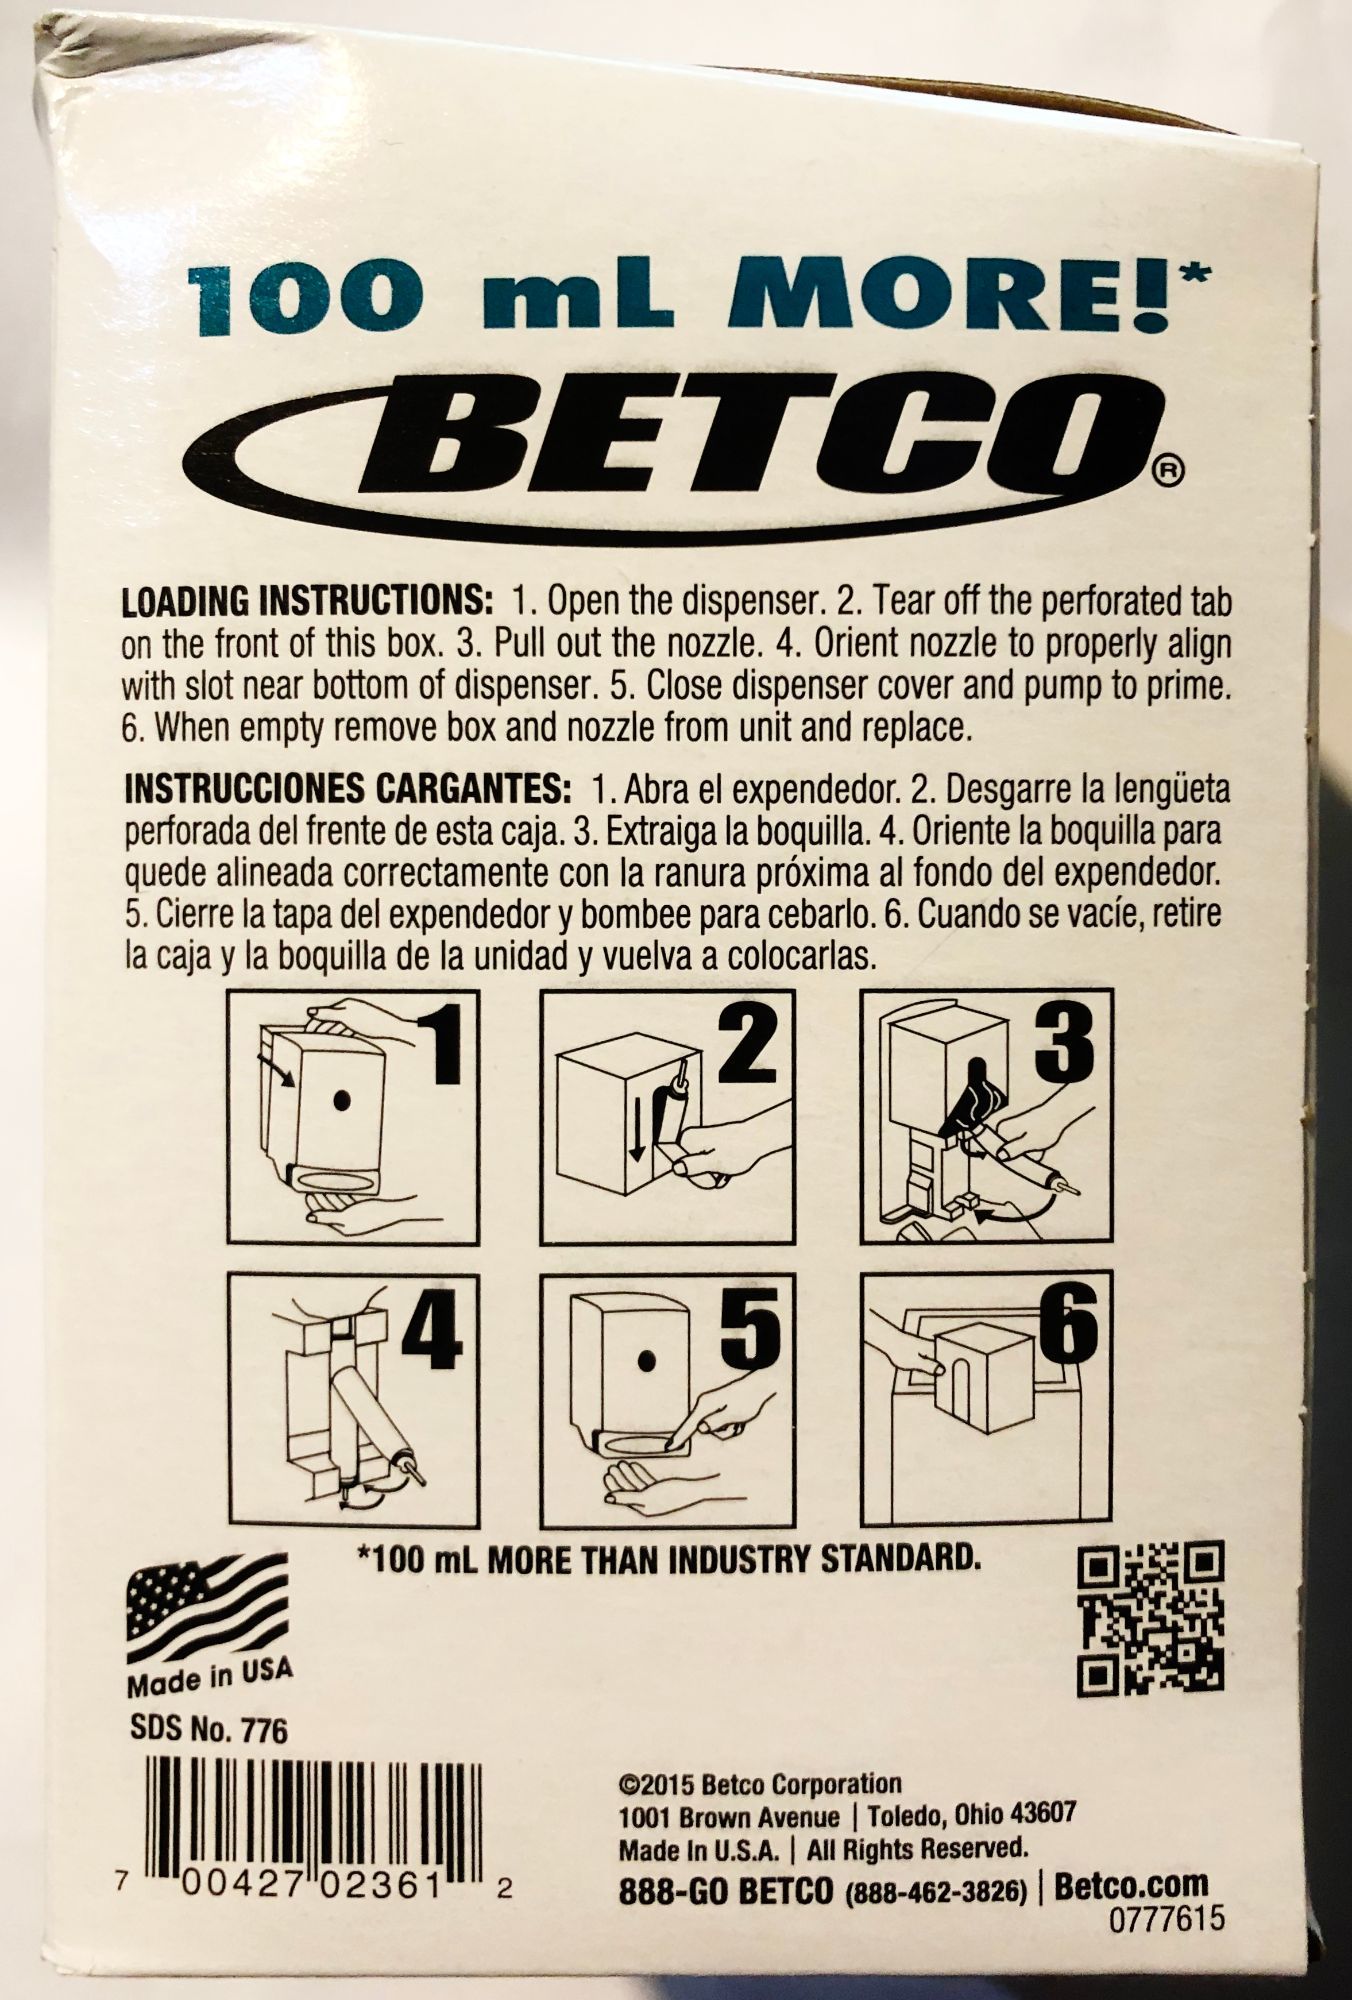 100 mL MORE!*
BETCO®
LOADING INSTRUCTIONS: 1. Open the dispenser. 2. Tear off the perforated tab
on the front of this box. 3. Pull out the nozzle. 4. Orient nozzle to properly align
with slot near bottom of dispenser. 5. Close dispenser cover and pump to prime.
6. When empty remove box and nozzle from unit and replace.
INSTRUCCIONES CARGANTES: 1. Abra el expendedor. 2. Desgarre la lengüeta
perforada del frente de esta caja. 3. Extraiga la boquilla. 4. Oriente la boquilla para
quede alineada correctamente con la ranura próxima al fondo del expendedor.
5. Cierre la tapa del expendedor y bombee para cebarlo. 6. Cuando se vacíe, retire
la caja y la boquilla de la unidad y vuelva a colocarlas.
1 2 3
4 5 6
*100 mL MORE THAN INDUSTRY STANDARD.
Made in USA
SDS No. 776
7 00427 02361 2
©2015 Betco Corporation
1001 Brown Avenue | Toledo, Ohio 43607
Made In U.S.A. | All Rights Reserved.
888-GO BETCO (888-462-3826) | Betco.com
0777615